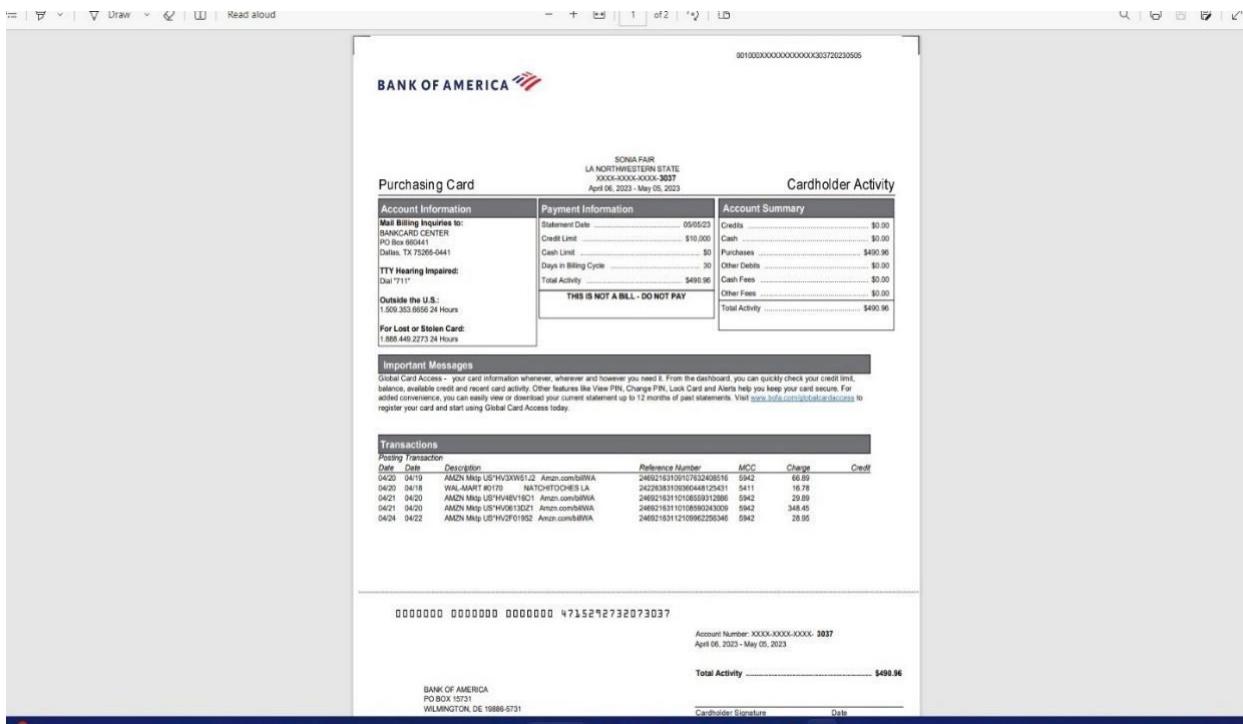 Draw Read aloud 1 of 2
001000XXXXXXXXXXXXX303720230505
BANK OF AMERICA
SONIA FAIR
LA NORTHWESTERN STATE
XXXX-XXXX-XXXX-3037
April 06, 2023 - May 05, 2023
Purchasing Card
Cardholder Activity
Account Information
Mail Billing Inquiries to:
BANKCARD CENTER
PO Box 660441
Dallas, TX 75266-0441
TTY Hearing Impaired:
Dial "711"
Outside the U.S.:
1.509.353.6656 24 Hours
For Lost or Stolen Card:
1.888.449.2273 24 Hours
Payment Information
Statement Date 05/05/23
Credit Limit $10,000
Cash Limit $0
Days in Billing Cycle 30
Total Activity $490.96
THIS IS NOT A BILL - DO NOT PAY
Account Summary
Credits $0.00
Cash $0.00
Purchases $490.96
Other Debits $0.00
Cash Fees $0.00
Other Fees $0.00
Total Activity $490.96
Important Messages
Global Card Access - your card information whenever, wherever and however you need it. From the dashboard, you can quickly check your credit limit,
balance, available credit and recent card activity. Other features like View PIN, Change PIN, Lock Card and Alerts help you keep your card secure. For
added convenience, you can easily view or download your current statement up to 12 months of past statements. Visit www.bofa.com/globalcardaccess to
register your card and start using Global Card Access today.
Transactions
Posting Transaction
Date Date Description Reference Number MCC Charge Credit
04/20 04/19 AMZN Mktp US*HV3XW51J2 Amzn.com/billWA 24692163109107632408516 5942 66.89
04/20 04/18 WAL-MART #0170 NATCHITOCHES LA 24226383109360448125431 5411 16.78
04/21 04/20 AMZN Mktp US*HV48V16O1 Amzn.com/billWA 24692163110108559312886 5942 29.89
04/21 04/20 AMZN Mktp US*HV0613DZ1 Amzn.com/billWA 24692163110108590243009 5942 348.45
04/24 04/22 AMZN Mktp US*HV2F01952 Amzn.com/billWA 24692163112109962256346 5942 28.95
0000000 0000000 0000000 4715292732073037
Account Number: XXXX-XXXX-XXXX- 3037
April 06, 2023 - May 05, 2023
Total Activity $490.96
BANK OF AMERICA
PO BOX 15731
WILMINGTON, DE 19886-5731
Cardholder Signature Date